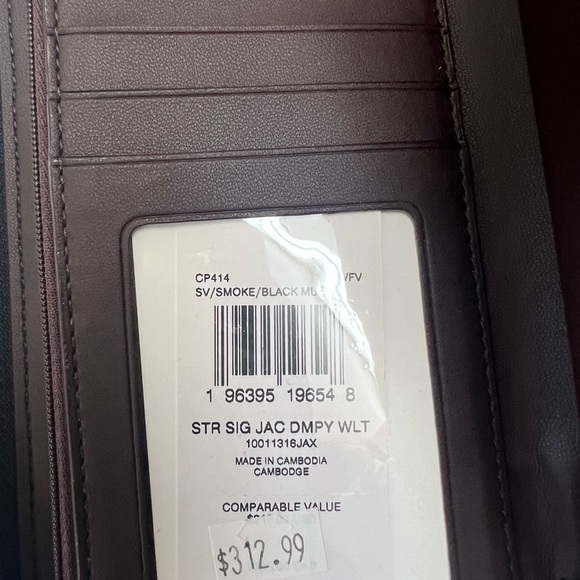 CP414
SV/SMOKE/BLACK
1 96395 19654 8
STR SIG JAC DMPY WLT
10011316JAX
MADE IN CAMBODIA
CAMBODGE
COMPARABLE VALUE
$312.99